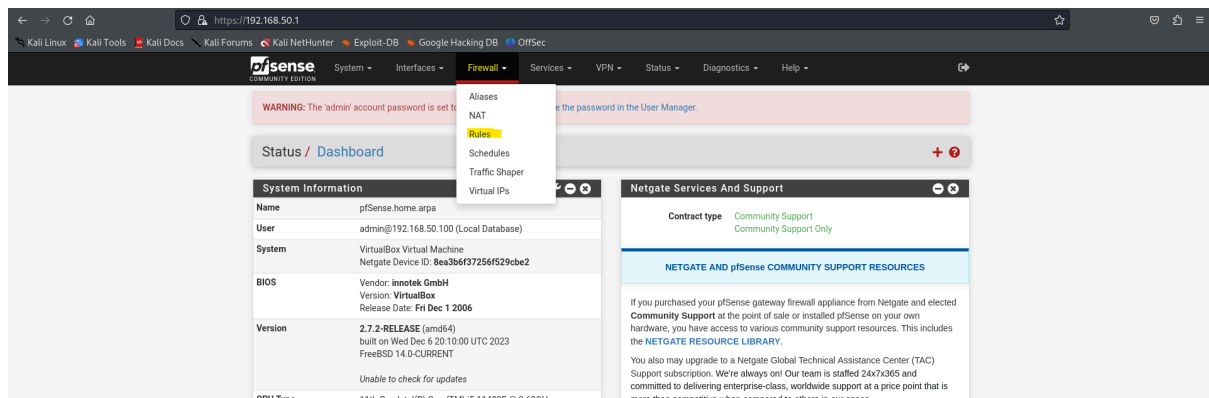 https://192.168.50.1
Kali Linux Kali Tools Kali Docs Kali Forums Kali NetHunter Exploit-DB Google Hacking DB OffSec
pfsense COMMUNITY EDITION System Interfaces Firewall Services VPN Status Diagnostics Help
Aliases
NAT
Rules
Schedules
Traffic Shaper
Virtual IPs
WARNING: The 'admin' account password is set to e the password in the User Manager.
Status / Dashboard
System Information
Name pfSense.home.arpa
User admin@192.168.50.100 (Local Database)
System VirtualBox Virtual Machine
Netgate Device ID: 8ea3b6f37256f529cbe2
BIOS Vendor: innotek GmbH
Version: VirtualBox
Release Date: Fri Dec 1 2006
Version 2.7.2-RELEASE (amd64)
built on Wed Dec 6 20:10:00 UTC 2023
FreeBSD 14.0-CURRENT
Unable to check for updates
Netgate Services And Support
Contract type Community Support
Community Support Only
NETGATE AND pfSense COMMUNITY SUPPORT RESOURCES
If you purchased your pfSense gateway firewall appliance from Netgate and elected
Community Support at the point of sale or installed pfSense on your own
hardware, you have access to various community support resources. This includes
the NETGATE RESOURCE LIBRARY.
You also may upgrade to a Netgate Global Technical Assistance Center (TAC)
Support subscription. We're always on! Our team is staffed 24x7x365 and
committed to delivering enterprise-class, worldwide support at a price point that is